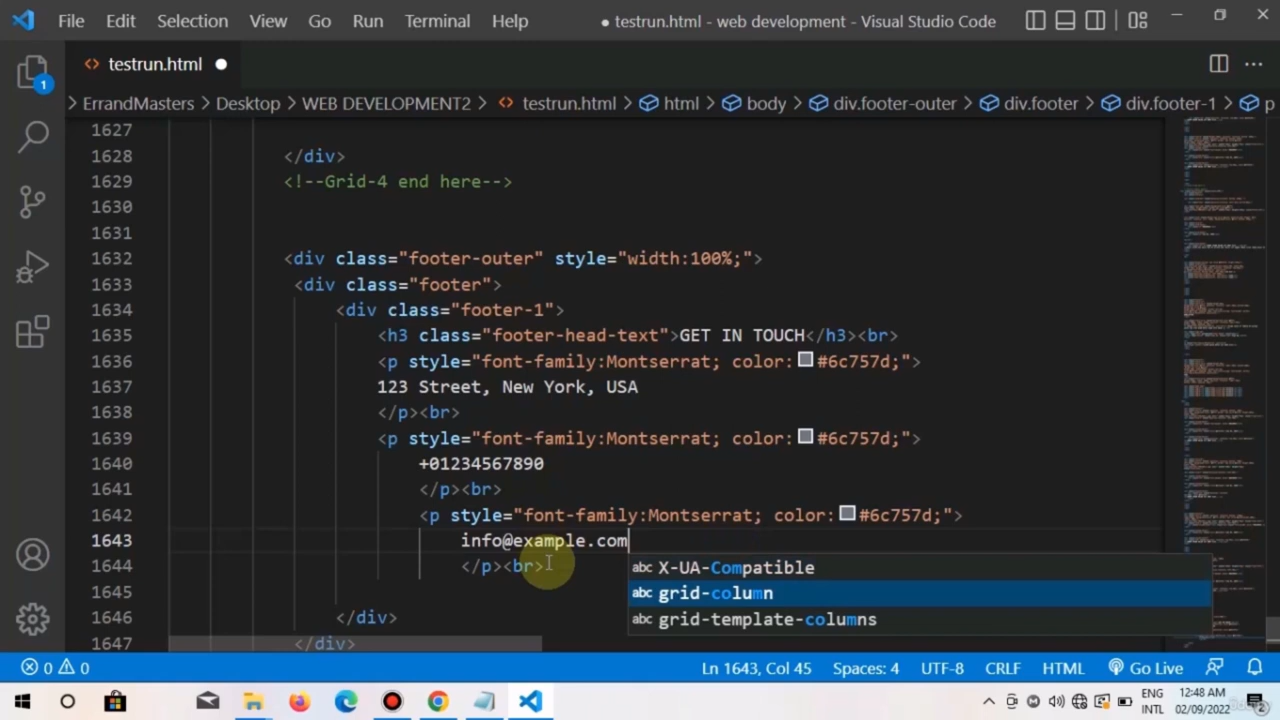 File Edit Selection View Go Run Terminal Help ● testrun.html - web development - Visual Studio Code
<> testrun.html
1
> ErrandMasters > Desktop > WEB DEVELOPMENT2 > <> testrun.html > html > body > div.footer-outer > div.footer > div.footer-1 > p
1627
1628 </div>
1629 <!--Grid-4 end here-->
1630
1631
1632 <div class="footer-outer" style="width:100%;">
1633 <div class="footer">
1634 <div class="footer-1">
1635 <h3 class="footer-head-text">GET IN TOUCH</h3><br>
1636 <p style="font-family:Montserrat; color:#6c757d;">
1637 123 Street, New York, USA
1638 </p><br>
1639 <p style="font-family:Montserrat; color:#6c757d;">
1640 +01234567890
1641 </p><br>
1642 <p style="font-family:Montserrat; color:#6c757d;">
1643 info@example.com
1644 </p><br>
abc X-UA-Compatible
1645
abc grid-column
1646 </div>
abc grid-template-columns
1647 </div>
0 0 Ln 1643, Col 45 Spaces: 4 UTF-8 CRLF HTML Go Live
ENG 12:48 AM
INTL 02/09/2022
2